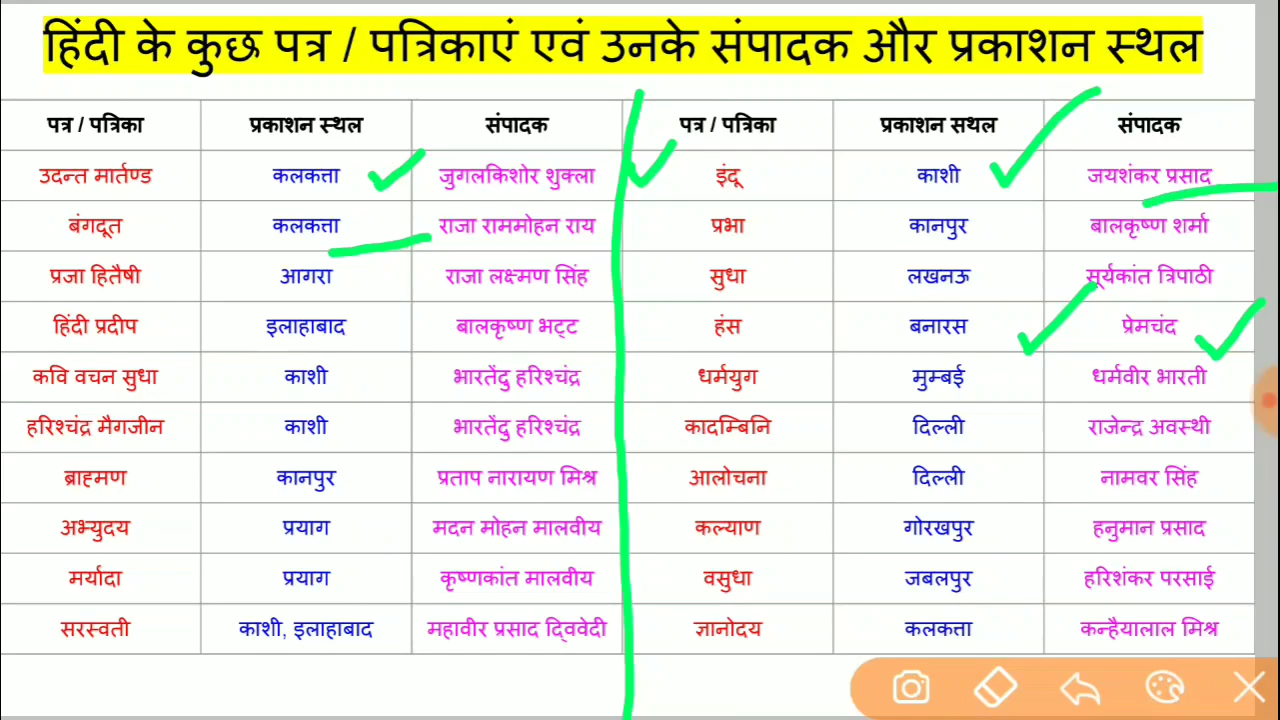 हिंदी के कुछ पत्र / पत्रिकाएं एवं उनके संपादक और प्रकाशन स्थल
पत्र / पत्रिका प्रकाशन स्थल संपादक पत्र / पत्रिका प्रकाशन सथल संपादक
उदन्त मार्तण्ड कलकत्ता जुगलकिशोर शुक्ला इंदू काशी जयशंकर प्रसाद
बंगदूत कलकत्ता राजा राममोहन राय प्रभा कानपुर बालकृष्ण शर्मा
प्रजा हितैषी आगरा राजा लक्ष्मण सिंह सुधा लखनऊ सूर्यकांत त्रिपाठी
हिंदी प्रदीप इलाहाबाद बालकृष्ण भट्ट हंस बनारस प्रेमचंद
कवि वचन सुधा काशी भारतेंदु हरिश्चंद्र धर्मयुग मुम्बई धर्मवीर भारती
हरिश्चंद्र मैगजीन काशी भारतेंदु हरिश्चंद्र कादम्बिनि दिल्ली राजेन्द्र अवस्थी
ब्राह्मण कानपुर प्रताप नारायण मिश्र आलोचना दिल्ली नामवर सिंह
अभ्युदय प्रयाग मदन मोहन मालवीय कल्याण गोरखपुर हनुमान प्रसाद
मर्यादा प्रयाग कृष्णकांत मालवीय वसुधा जबलपुर हरिशंकर परसाई
सरस्वती काशी, इलाहाबाद महावीर प्रसाद द्विवेदी ज्ञानोदय कलकत्ता कन्हैयालाल मिश्र